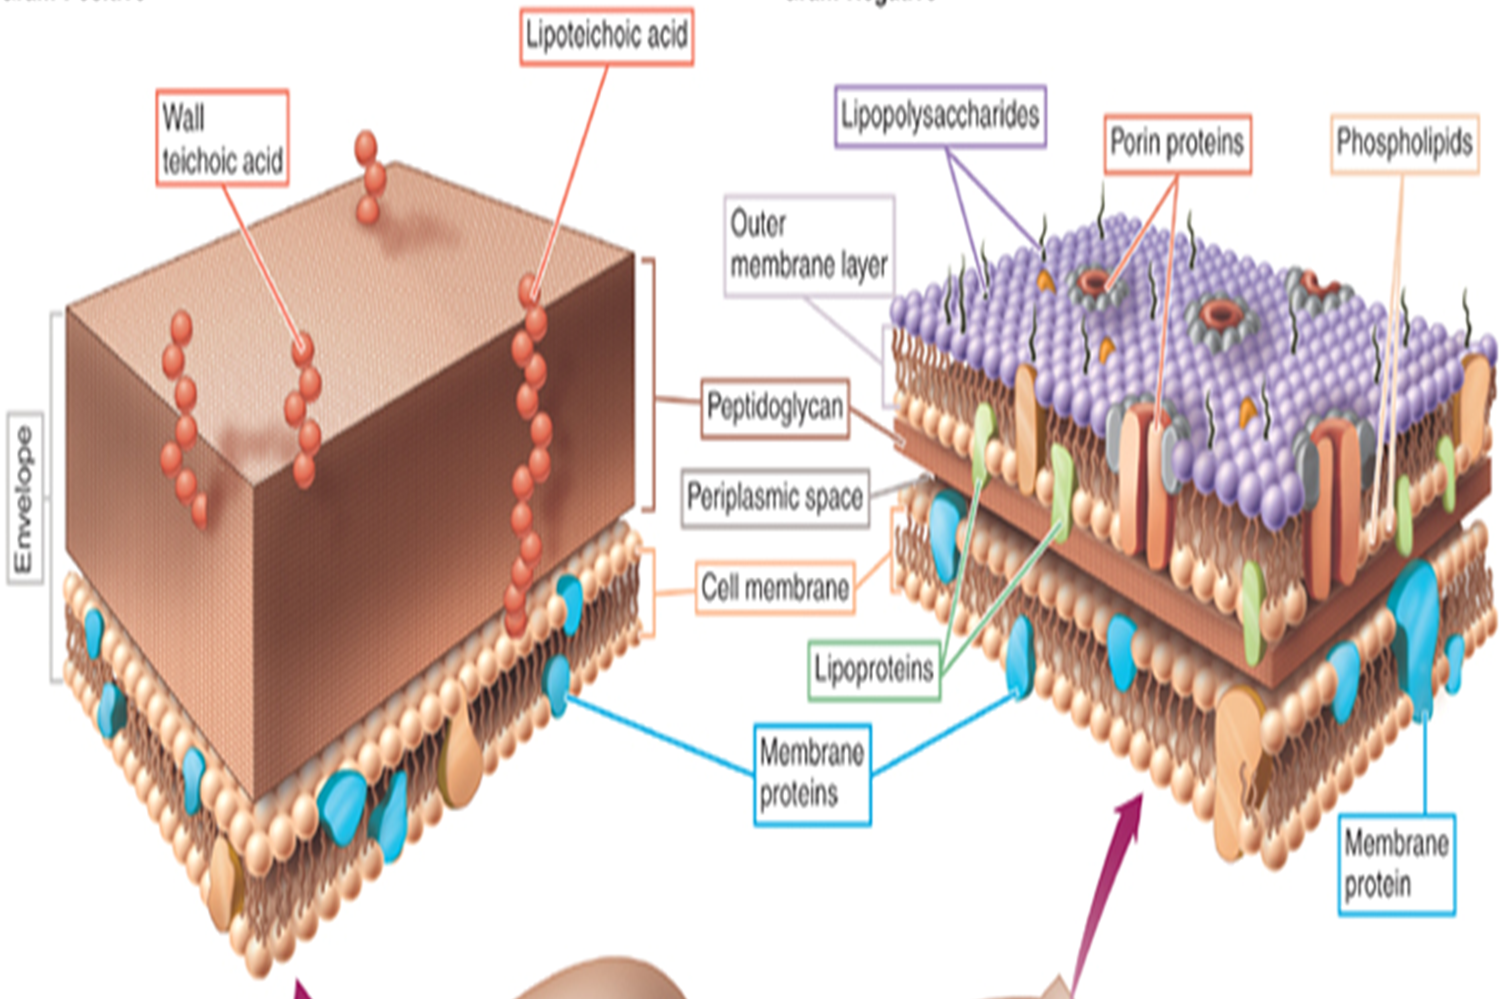 Lipoteichoic acid
Wall
teichoic acid
Lipopolysaccharides
Porin proteins
Phospholipids
Outer
membrane layer
Envelope
Peptidoglycan
Periplasmic space
Cell membrane
Lipoproteins
Membrane
proteins
Membrane
protein